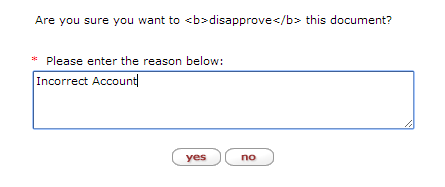 Are you sure you want to <b>disapprove</b> this document?
* Please enter the reason below:
Incorrect Account
yes no